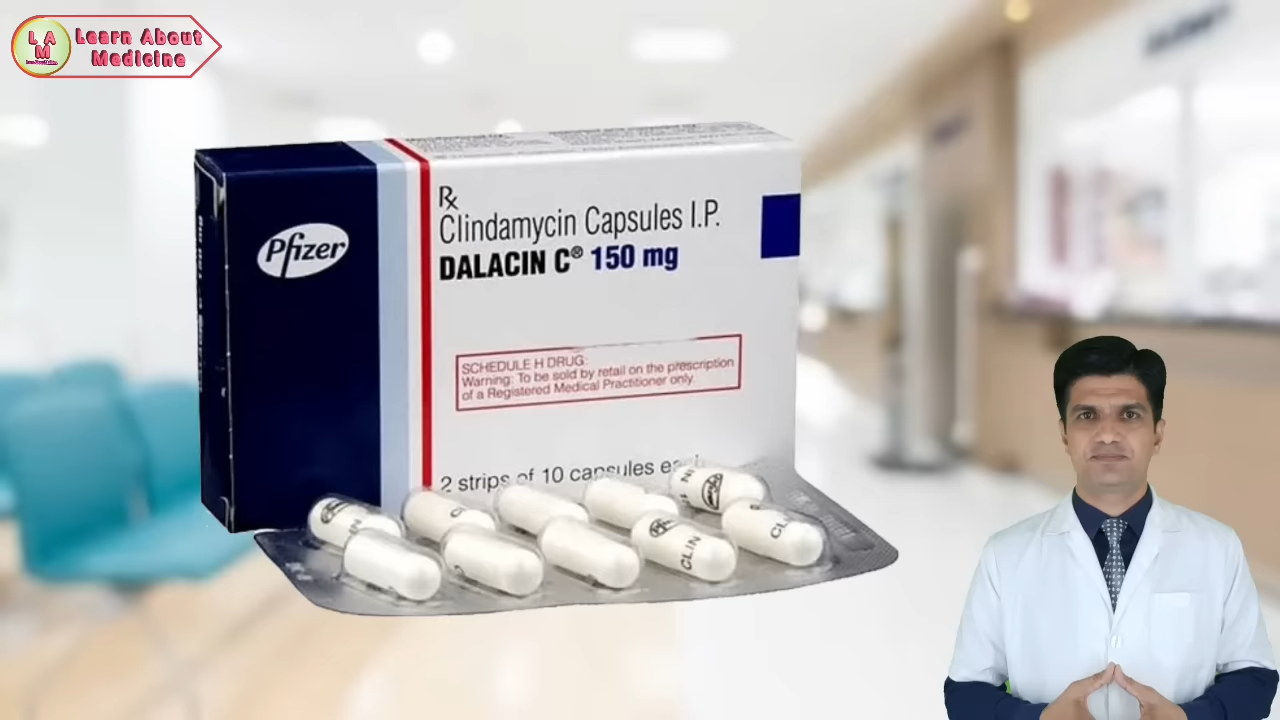 L A
M
Learn About
Medicine
Pfizer
Rx
Clindamycin Capsules I.P.
DALACIN C® 150 mg
SCHEDULE H DRUG:
Warning: To be sold by retail on the prescription
of a Registered Medical Practitioner only.
2 strips of 10 capsules
CLIN